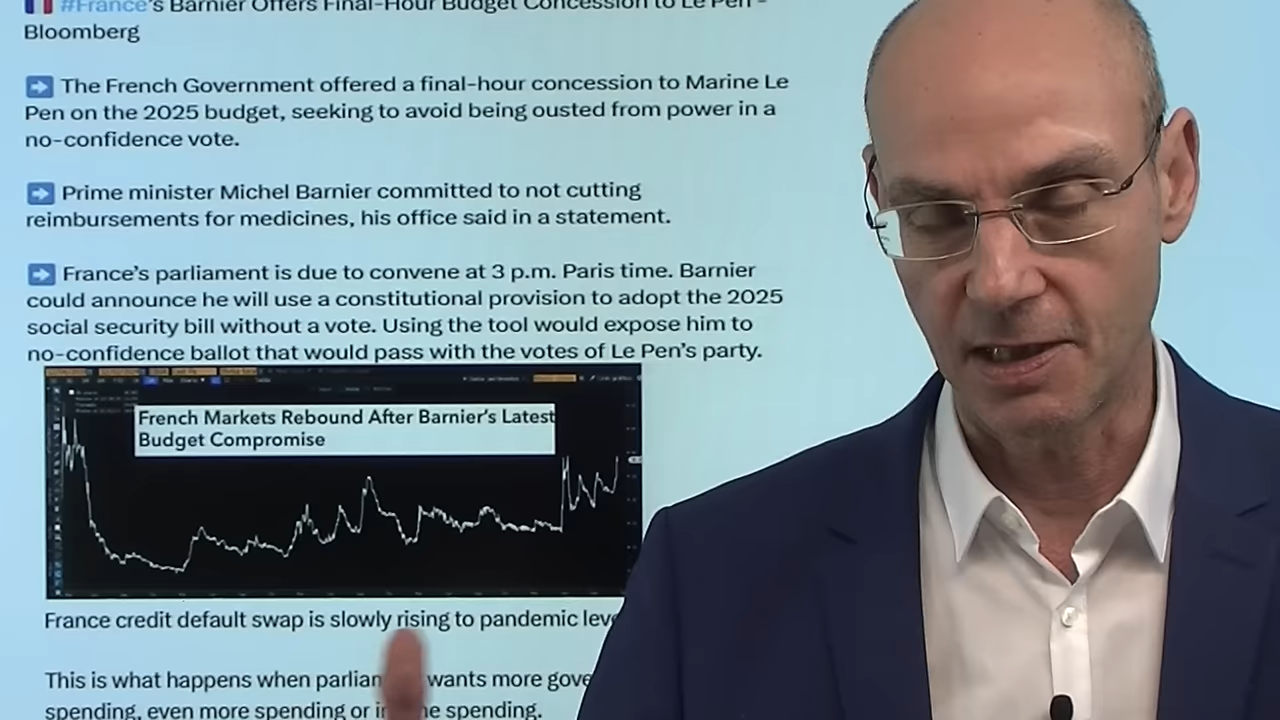 #France's Barnier Offers Final-Hour Budget Concession to Le Pen -
Bloomberg
The French Government offered a final-hour concession to Marine Le
Pen on the 2025 budget, seeking to avoid being ousted from power in a
no-confidence vote.
Prime minister Michel Barnier committed to not cutting
reimbursements for medicines, his office said in a statement.
France's parliament is due to convene at 3 p.m. Paris time. Barnier
could announce he will use a constitutional provision to adopt the 2025
social security bill without a vote. Using the tool would expose him to
no-confidence ballot that would pass with the votes of Le Pen's party.
French Markets Rebound After Barnier's Latest
Budget Compromise
France credit default swap is slowly rising to pandemic
This is what happens when wants more
spending, even more spending or spending.